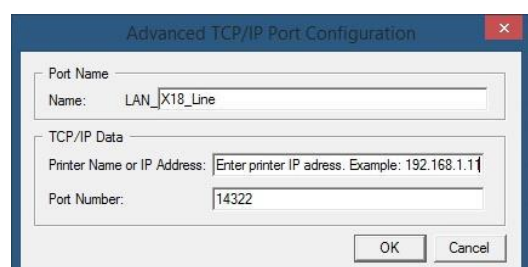 Advanced TCP/IP Port Configuration
Port Name
Name: LAN_X18_Line
TCP/IP Data
Printer Name or IP Address: Enter printer IP adress. Example: 192.168.1.11
Port Number: 14322
OK Cancel